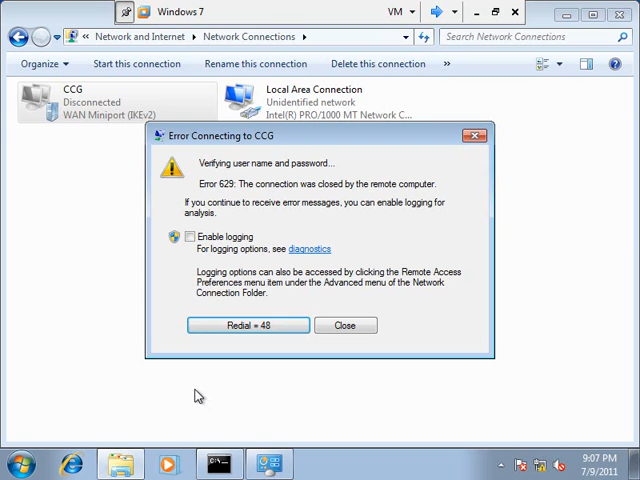 Windows 7
VM
Network and Internet
Network Connections
Search Network Connections
Organize
Start this connection
Rename this connection
Delete this connection
»
CCG
Disconnected
WAN Miniport (IKEv2)
Local Area Connection
Unidentified network
Intel(R) PRO/1000 MT Network C...
Error Connecting to CCG
Verifying user name and password...
Error 629: The connection was closed by the remote computer.
If you continue to receive error messages, you can enable logging for
analysis.
Enable logging
For logging options, see diagnostics
Logging options can also be accessed by clicking the Remote Access
Preferences menu item under the Advanced menu of the Network
Connection Folder.
Redial = 48
Close
C:\
9:07 PM
7/9/2011